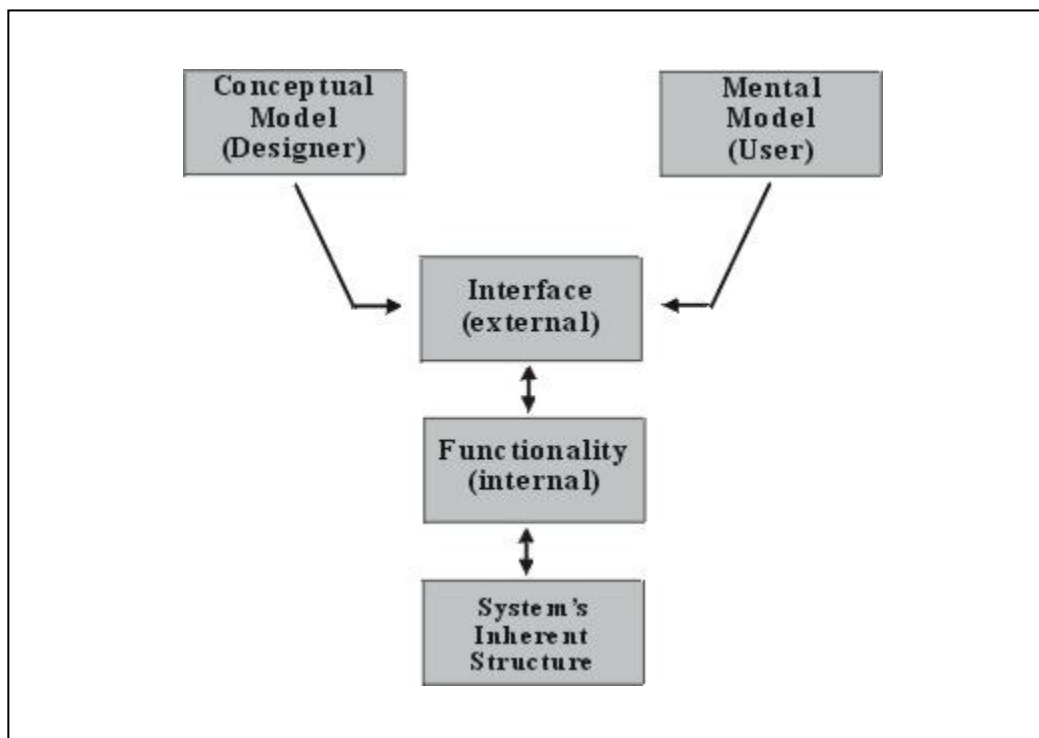 Conceptual
Model
(Designer)
Mental
Model
(User)
Interface
(external)
Functionality
(internal)
System's
Inherent
Structure